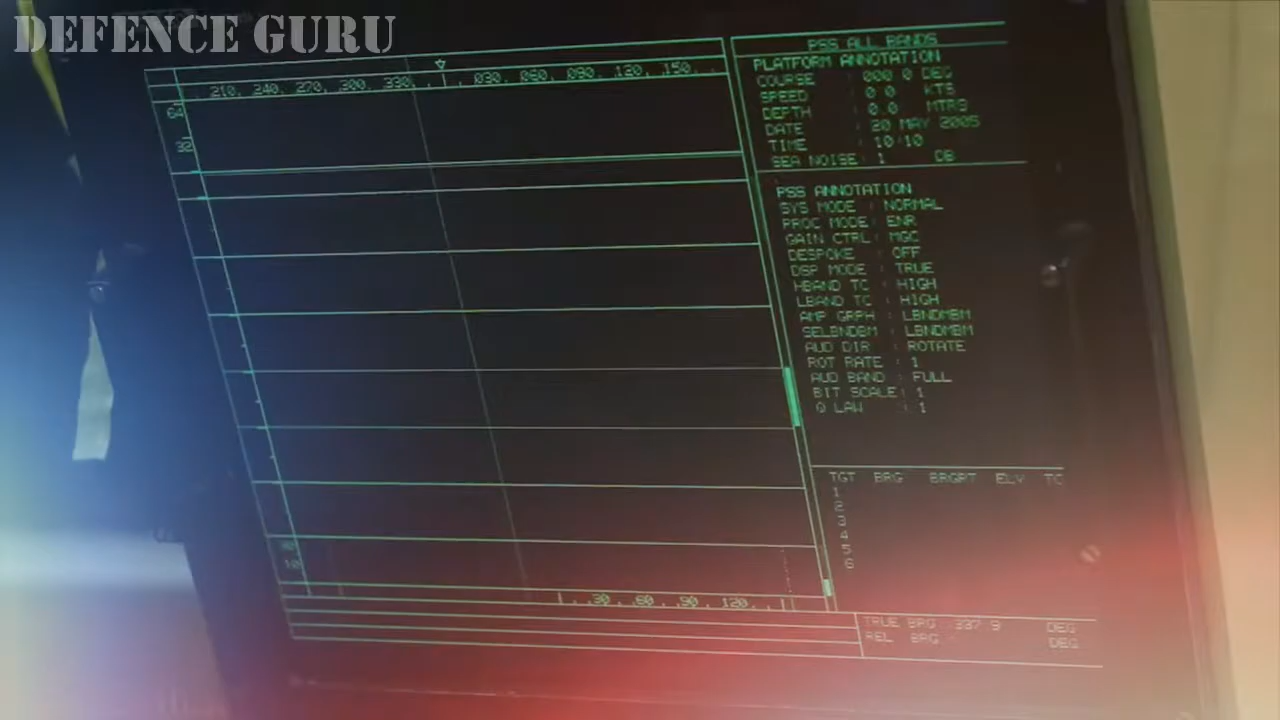 DEFENCE GURU
210. 240. 270. 300. 330. . 030. 060. 090. 120. 150.
64
32
10
. 30 . 60 . 90 . 120.
PSS ALL BANDS
PLATFORM ANNOTATION
COURSE : 000 0 DEG
SPEED : 0 0 KTS
DEPTH : 0.0 MTRS
DATE : 20 MAY 2005
TIME : 10 10
SEA NOISE: 1 DB
PSS ANNOTATION
SYS MODE : NORMAL
PROC MODE: ENR
GAIN CTRL: MGC
DESPOKE : OFF
DSP MODE : TRUE
HBAND TC : HIGH
LBAND TC : HIGH
AMP GRPH : LBNDMBM
SELBNDBM : LBNDMBM
AUD DIR : ROTATE
ROT RATE : 1
AUD BAND : FULL
BIT SCALE: 1
Q LAW : 1
TGT BRG BRGRT ELV TC
1
2
3
4
5
6
TRUE BRG 337 9 DEG
REL BRG DEG